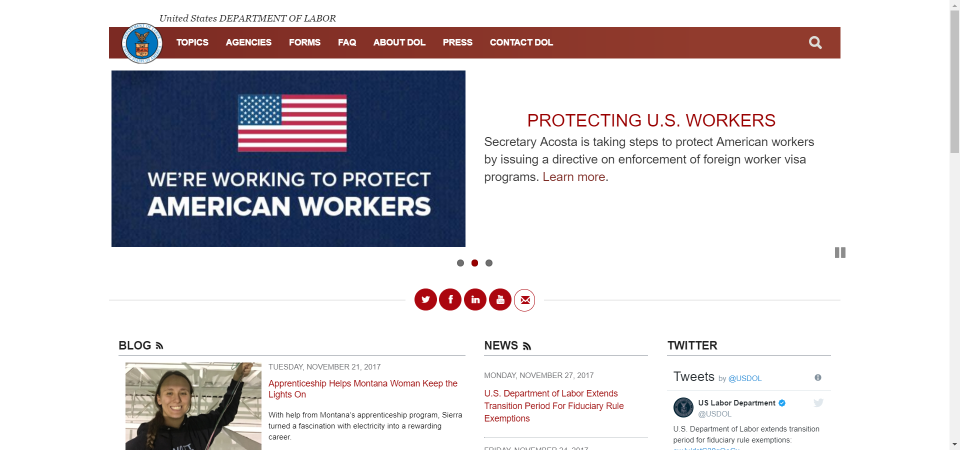 United States DEPARTMENT OF LABOR
TOPICS AGENCIES FORMS FAQ ABOUT DOL PRESS CONTACT DOL
WE'RE WORKING TO PROTECT
AMERICAN WORKERS
PROTECTING U.S. WORKERS
Secretary Acosta is taking steps to protect American workers
by issuing a directive on enforcement of foreign worker visa
programs. Learn more.
BLOG
TUESDAY, NOVEMBER 21, 2017
Apprenticeship Helps Montana Woman Keep the
Lights On
With help from Montana's apprenticeship program, Sierra
turned a fascination with electricity into a rewarding
career.
NEWS
MONDAY, NOVEMBER 27, 2017
U.S. Department of Labor Extends
Transition Period For Fiduciary Rule
Exemptions
FRIDAY, NOVEMBER 24, 2017
TWITTER
Tweets by @USDOL
US Labor Department
@USDOL
U.S. Department of Labor extends transition
period for fiduciary rule exemptions: